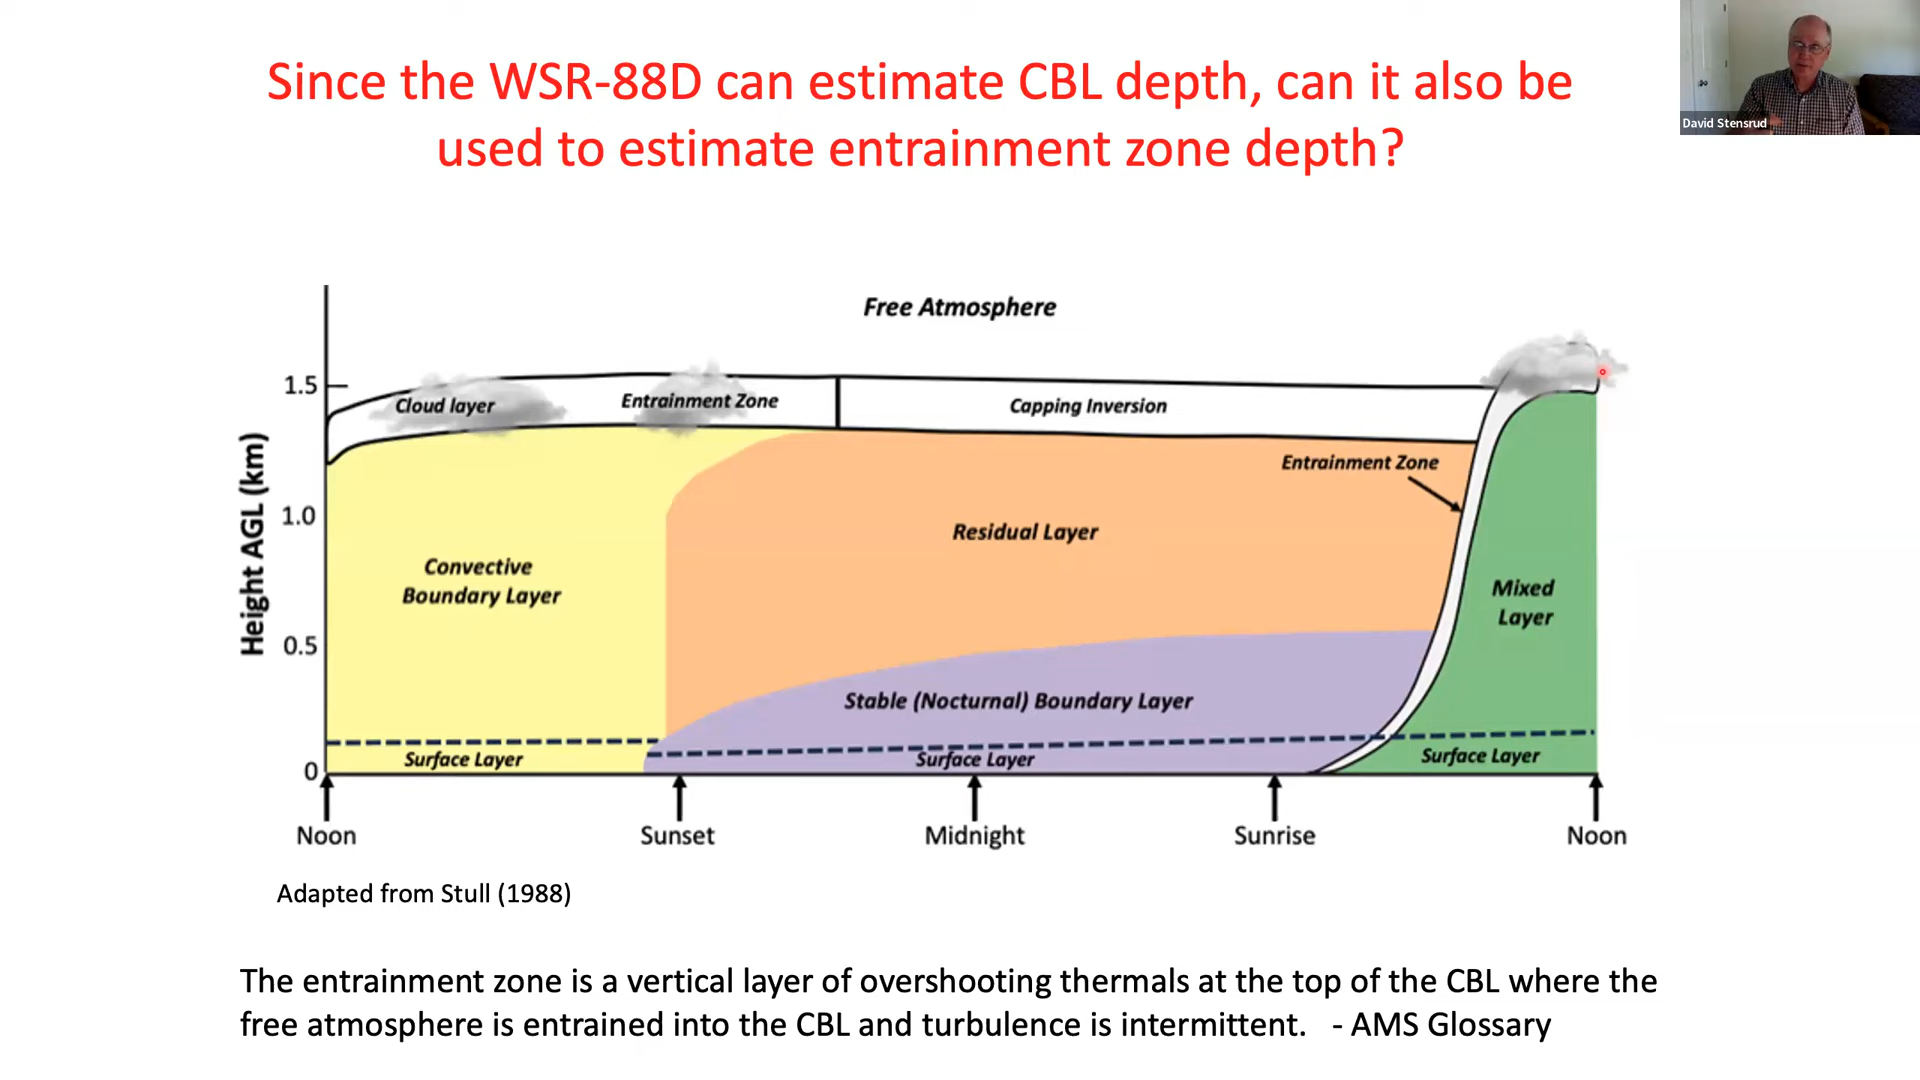 Since the WSR-88D can estimate CBL depth, can it also be
used to estimate entrainment zone depth?
David Stensrud
Free Atmosphere
1.5
Cloud layer
Entrainment Zone
Capping Inversion
Entrainment Zone
Height AGL (km)
1.0
Residual Layer
Convective
Boundary Layer
Mixed
Layer
0.5
Stable (Nocturnal) Boundary Layer
Surface Layer
Surface Layer
Surface Layer
0
Noon
Sunset
Midnight
Sunrise
Noon
Adapted from Stull (1988)
The entrainment zone is a vertical layer of overshooting thermals at the top of the CBL where the
free atmosphere is entrained into the CBL and turbulence is intermittent. - AMS Glossary